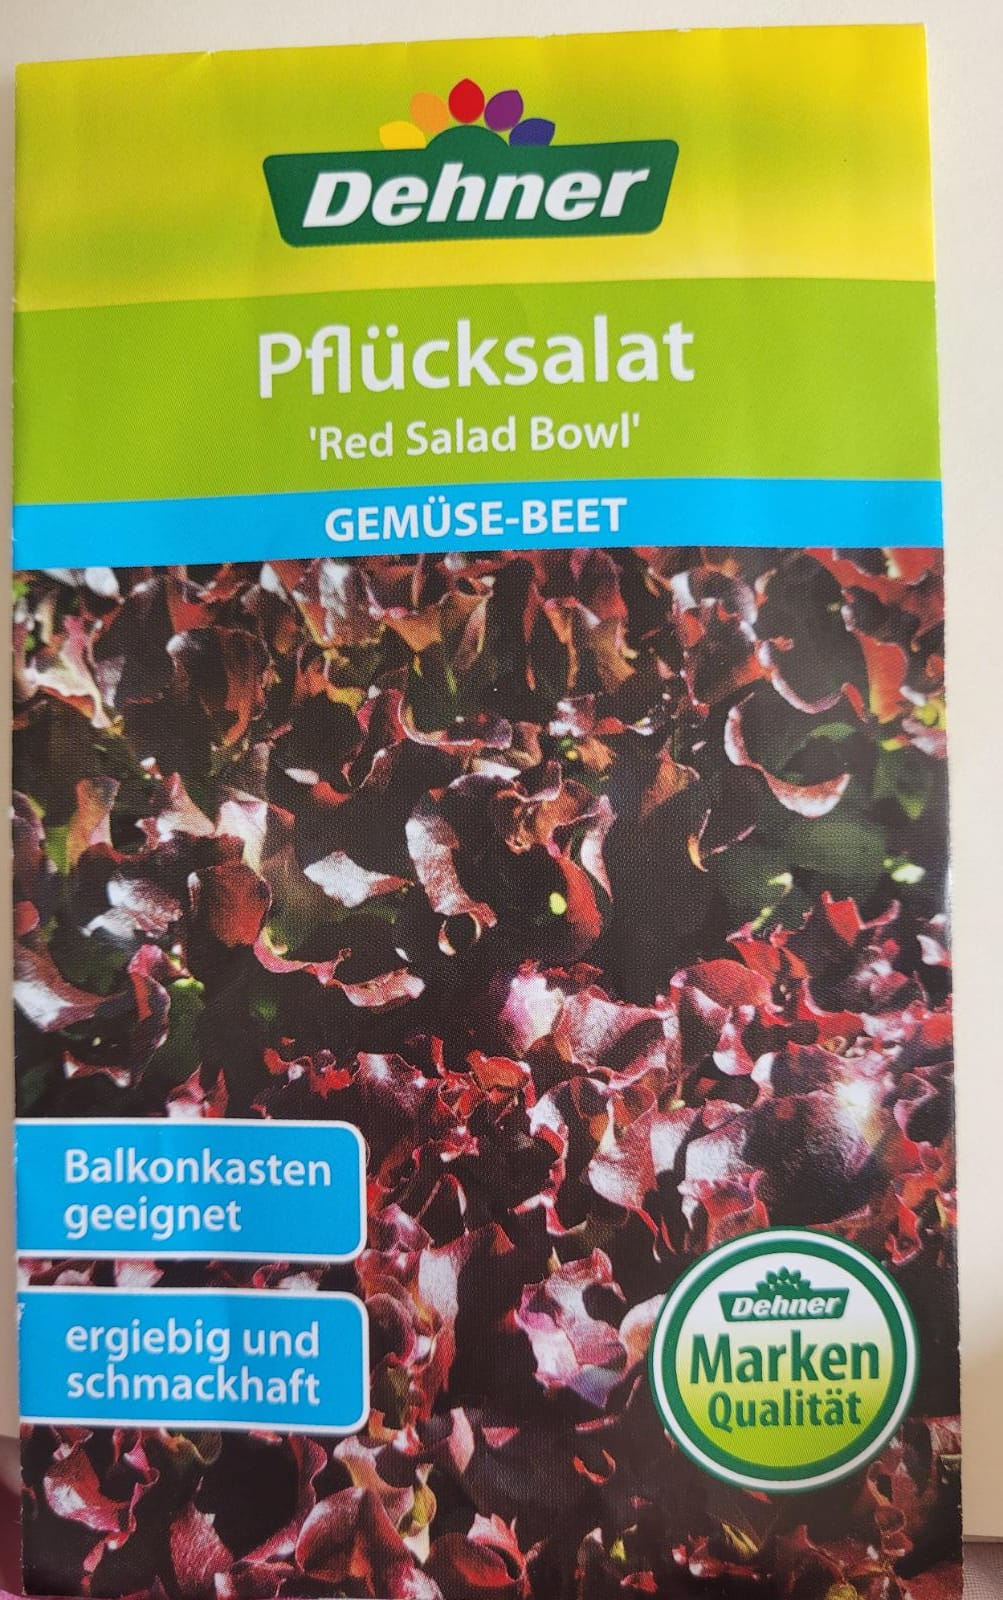 Dehner
Pflücksalat
'Red Salad Bowl'
GEMÜSE-BEET
Balkonkasten
geeignet
ergiebig und
schmackhaft
Dehner
Marken
Qualität